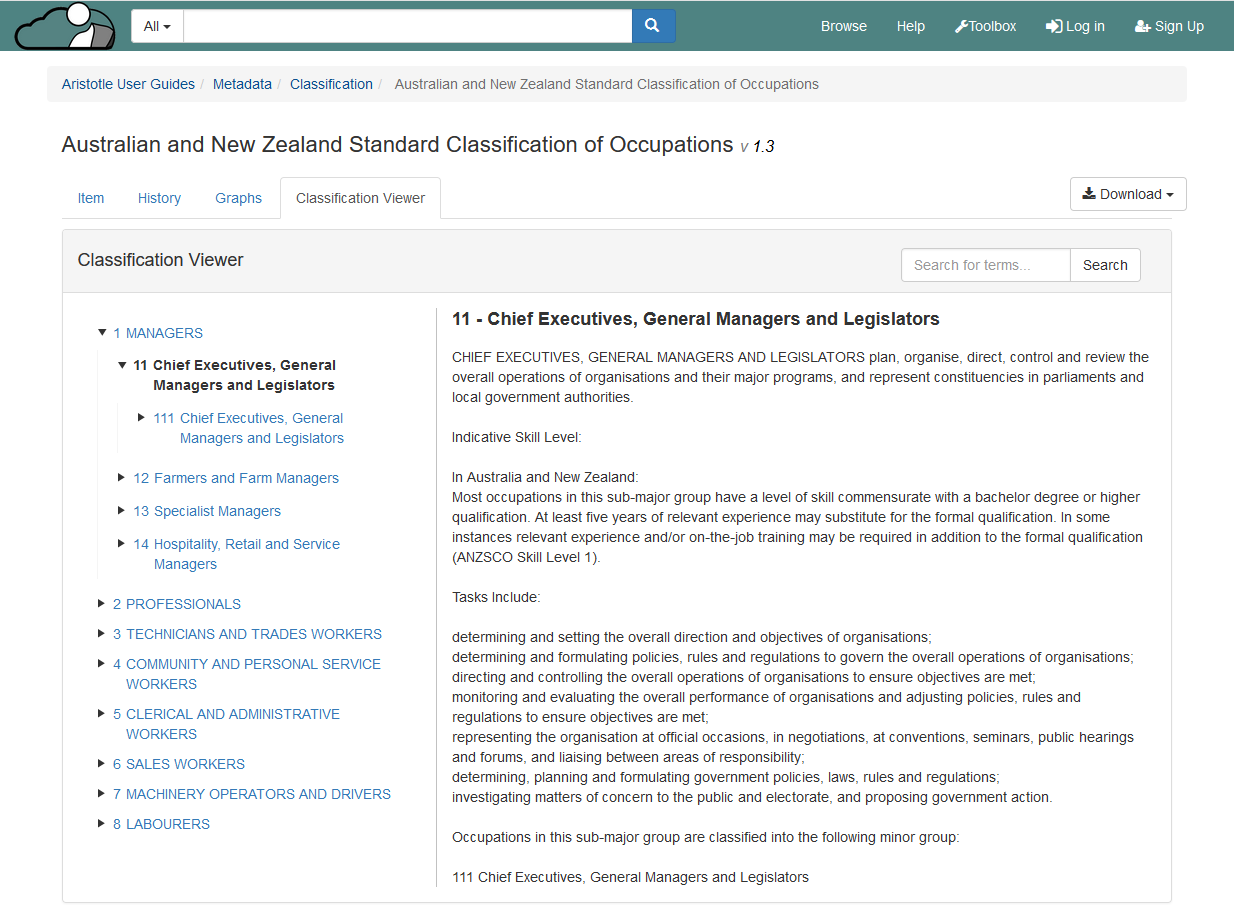 All
Browse
Help
Toolbox
Log in
Sign Up
Aristotle User Guides / Metadata / Classification / Australian and New Zealand Standard Classification of Occupations
Australian and New Zealand Standard Classification of Occupations v 1.3
Item
History
Graphs
Classification Viewer
Download
Classification Viewer
Search for terms...
Search
1 MANAGERS
11 Chief Executives, General
Managers and Legislators
111 Chief Executives, General
Managers and Legislators
12 Farmers and Farm Managers
13 Specialist Managers
14 Hospitality, Retail and Service
Managers
2 PROFESSIONALS
3 TECHNICIANS AND TRADES WORKERS
4 COMMUNITY AND PERSONAL SERVICE
WORKERS
5 CLERICAL AND ADMINISTRATIVE
WORKERS
6 SALES WORKERS
7 MACHINERY OPERATORS AND DRIVERS
8 LABOURERS
11 - Chief Executives, General Managers and Legislators
CHIEF EXECUTIVES, GENERAL MANAGERS AND LEGISLATORS plan, organise, direct, control and review the
overall operations of organisations and their major programs, and represent constituencies in parliaments and
local government authorities.
Indicative Skill Level:
In Australia and New Zealand:
Most occupations in this sub-major group have a level of skill commensurate with a bachelor degree or higher
qualification. At least five years of relevant experience may substitute for the formal qualification. In some
instances relevant experience and/or on-the-job training may be required in addition to the formal qualification
(ANZSCO Skill Level 1).
Tasks Include:
determining and setting the overall direction and objectives of organisations;
determining and formulating policies, rules and regulations to govern the overall operations of organisations;
directing and controlling the overall operations of organisations to ensure objectives are met;
monitoring and evaluating the overall performance of organisations and adjusting policies, rules and
regulations to ensure objectives are met;
representing the organisation at official occasions, in negotiations, at conventions, seminars, public hearings
and forums, and liaising between areas of responsibility;
determining, planning and formulating government policies, laws, rules and regulations;
investigating matters of concern to the public and electorate, and proposing government action.
Occupations in this sub-major group are classified into the following minor group:
111 Chief Executives, General Managers and Legislators